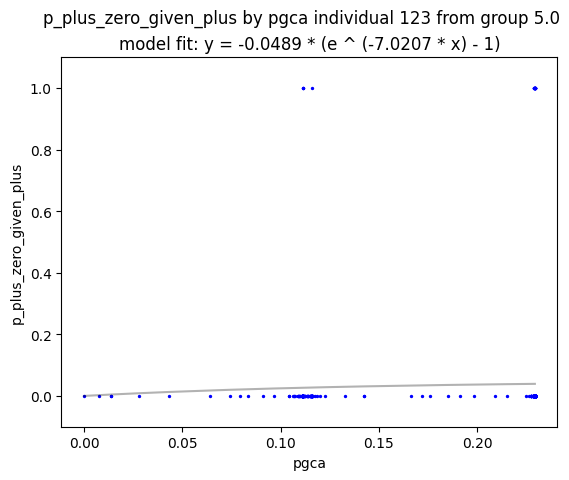 p_plus_zero_given_plus by pgca individual 123 from group 5.0
model fit: y = -0.0489 * (e ^ (-7.0207 * x) - 1)
1.0
0.8
0.6
0.4
0.2
0.0
p_plus_zero_given_plus
0.00 0.05 0.10 0.15 0.20
pgca